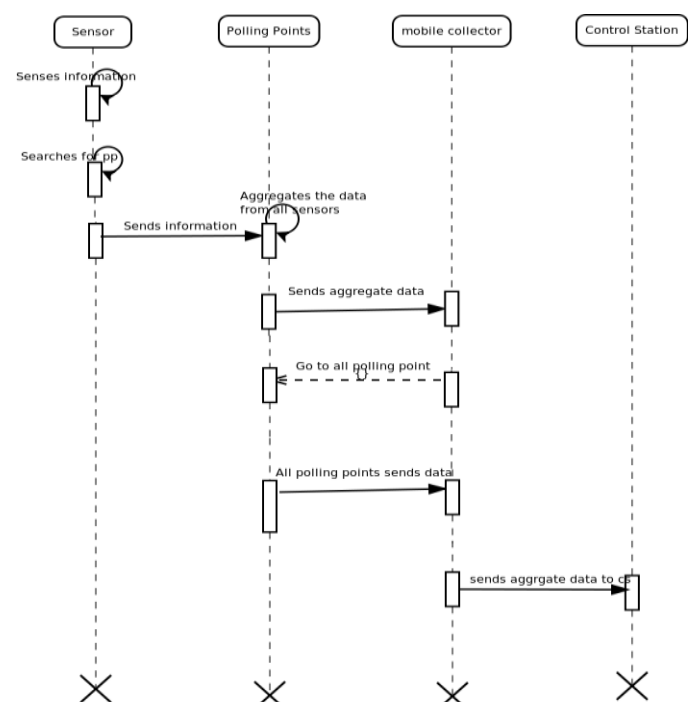 Sensor
Polling Points
mobile collector
Control Station
Senses information
Searches for pp
Aggregates the data
from all sensors
Sends information
Sends aggregate data
Go to all polling point
{}
All polling points sends data
sends aggrgate data to cs